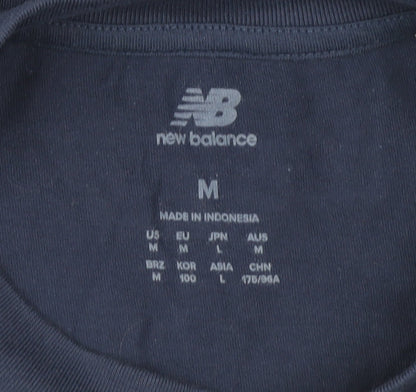 NB
new balance
M
MADE IN INDONESIA
US EU JPN AUS
M M L M
BRZ KOR ASIA CHN
M 100 L 175/96A